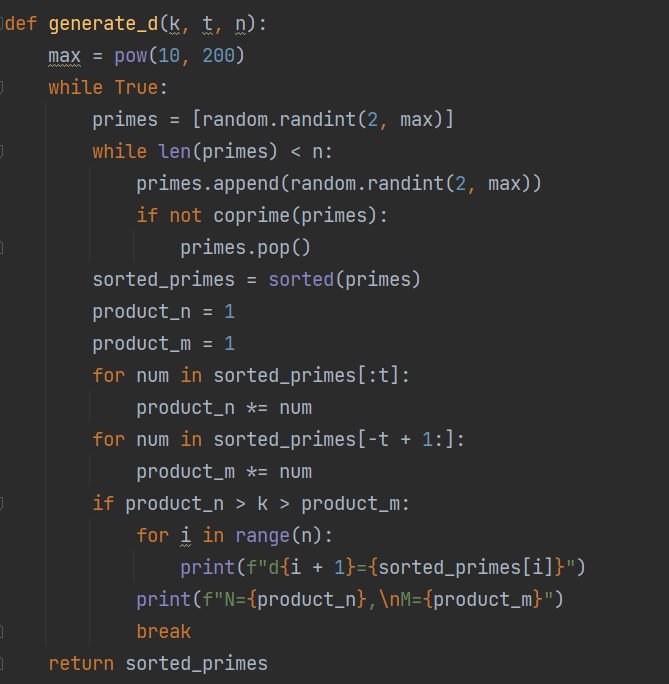 def generate_d(k, t, n):
    max = pow(10, 200)
    while True:
        primes = [random.randint(2, max)]
        while len(primes) < n:
            primes.append(random.randint(2, max))
            if not coprime(primes):
                primes.pop()
        sorted_primes = sorted(primes)
        product_n = 1
        product_m = 1
        for num in sorted_primes[:t]:
            product_n *= num
        for num in sorted_primes[-t + 1:]:
            product_m *= num
        if product_n > k > product_m:
            for i in range(n):
                print(f"d{i + 1}={sorted_primes[i]}")
            print(f"N={product_n},\nM={product_m}")
            break
    return sorted_primes